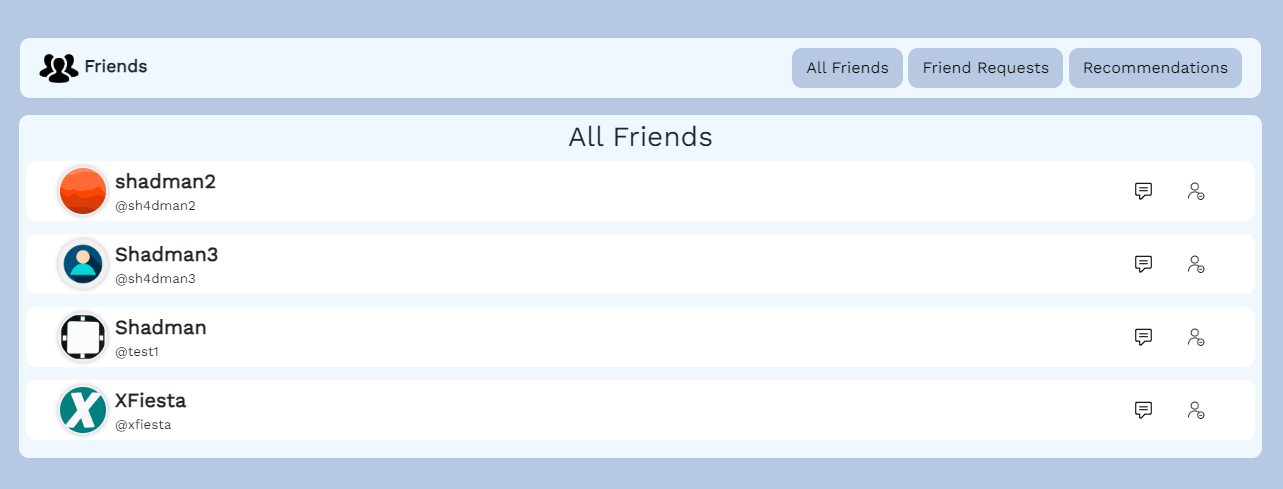 Friends
All Friends
Friend Requests
Recommendations
All Friends
shadman2
@sh4dman2
Shadman3
@sh4dman3
Shadman
@test1
X
XFiesta
@xfiesta